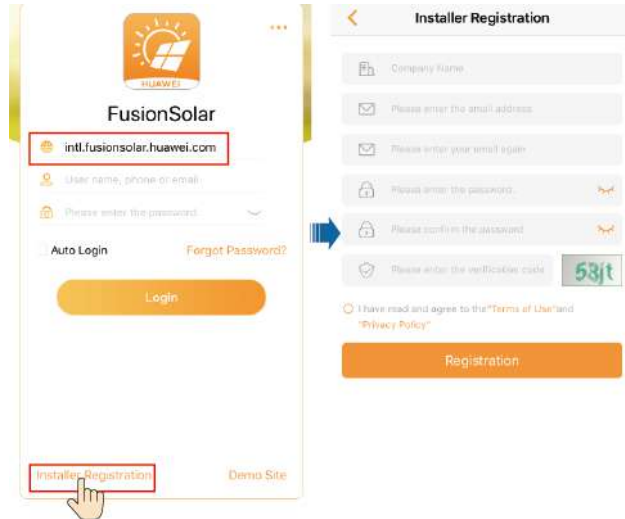 HUAWEI
FusionSolar
intl.fusionsolar.huawei.com
User name, phone or email
Please enter the password.
Auto Login
Forgot Password?
Login
Installer Registration
Demo Site
Installer Registration
Company Name
Please enter the email address
Please enter your email again
Please enter the password.
Please confirm the password
Please enter the verification code
53jt
I have read and agree to the"Terms of Use"and
"Privacy Policy"
Registration